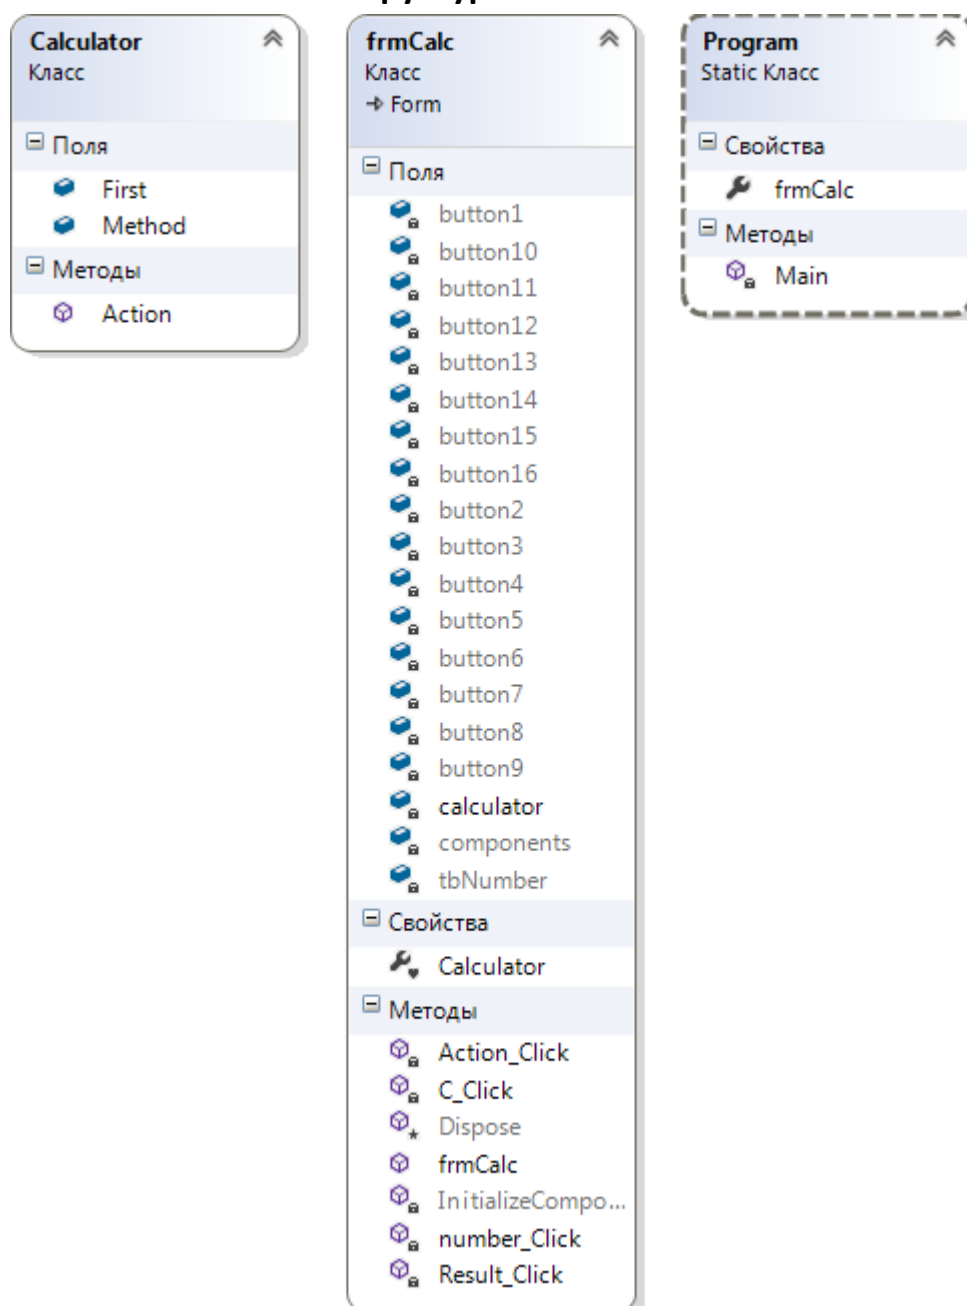 Calculator
Класс
Поля
First
Method
Методы
Action
frmCalc
Класс
Form
Поля
button1
button10
button11
button12
button13
button14
button15
button16
button2
button3
button4
button5
button6
button7
button8
button9
calculator
components
tbNumber
Свойства
Calculator
Методы
Action_Click
C_Click
Dispose
frmCalc
InitializeCompo...
number_Click
Result_Click
Program
Static Класс
Свойства
frmCalc
Методы
Main